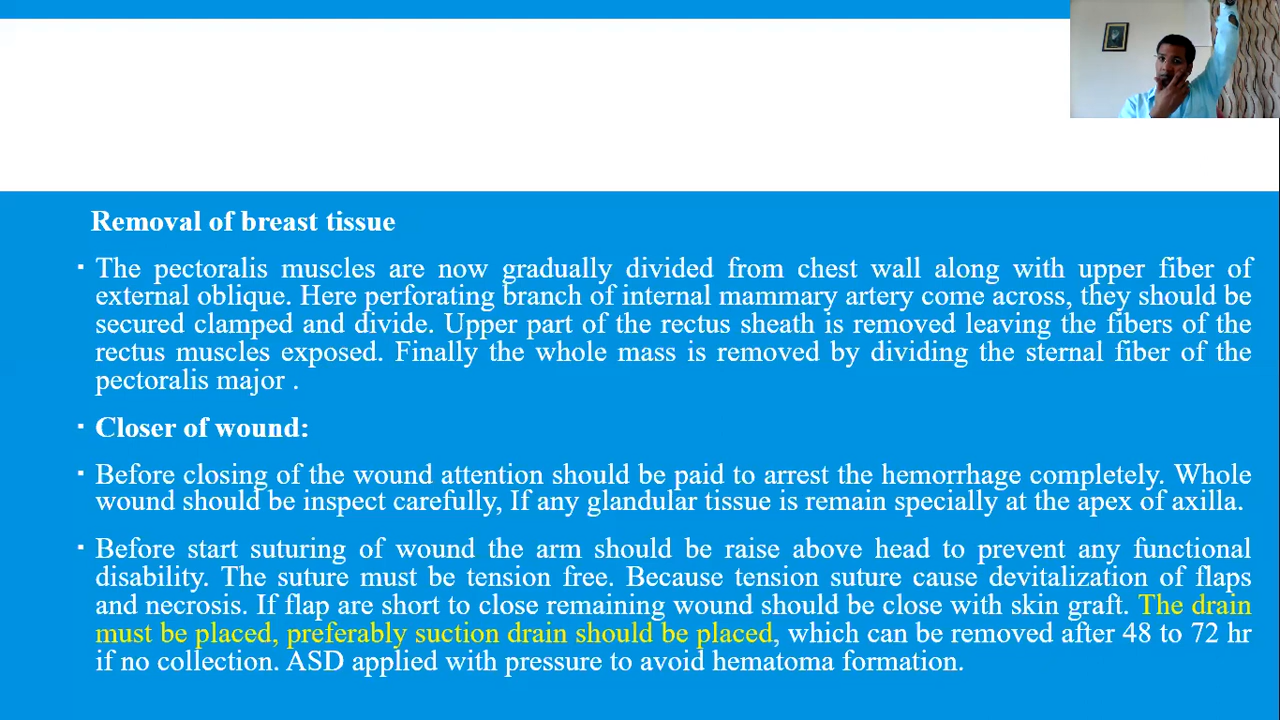 Removal of breast tissue
▪ The pectoralis muscles are now gradually divided from chest wall along with upper fiber of
external oblique. Here perforating branch of internal mammary artery come across, they should be
secured clamped and divide. Upper part of the rectus sheath is removed leaving the fibers of the
rectus muscles exposed. Finally the whole mass is removed by dividing the sternal fiber of the
pectoralis major .
▪ Closer of wound:
▪ Before closing of the wound attention should be paid to arrest the hemorrhage completely. Whole
wound should be inspect carefully, If any glandular tissue is remain specially at the apex of axilla.
▪ Before start suturing of wound the arm should be raise above head to prevent any functional
disability. The suture must be tension free. Because tension suture cause devitalization of flaps
and necrosis. If flap are short to close remaining wound should be close with skin graft. The drain
must be placed, preferably suction drain should be placed, which can be removed after 48 to 72 hr
if no collection. ASD applied with pressure to avoid hematoma formation.